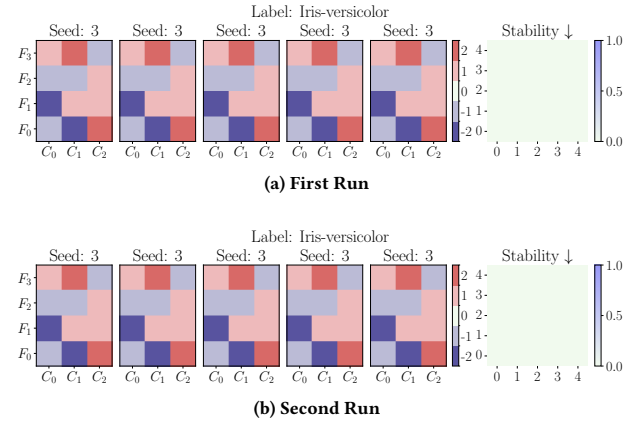 Label: Iris-versicolor
Seed: 3 Seed: 3 Seed: 3 Seed: 3 Seed: 3 Stability ↓
F₃ 2 4 1.0
F₂ 1 3
F₁ 0 2 0.5
F₀ -1 1
-2 0 0.0
C₀ C₁ C₂ C₀ C₁ C₂ C₀ C₁ C₂ C₀ C₁ C₂ C₀ C₁ C₂ 0 1 2 3 4
(a) First Run
Label: Iris-versicolor
Seed: 3 Seed: 3 Seed: 3 Seed: 3 Seed: 3 Stability ↓
F₃ 2 4 1.0
F₂ 1 3
F₁ 0 2 0.5
F₀ -1 1
-2 0 0.0
C₀ C₁ C₂ C₀ C₁ C₂ C₀ C₁ C₂ C₀ C₁ C₂ C₀ C₁ C₂ 0 1 2 3 4
(b) Second Run